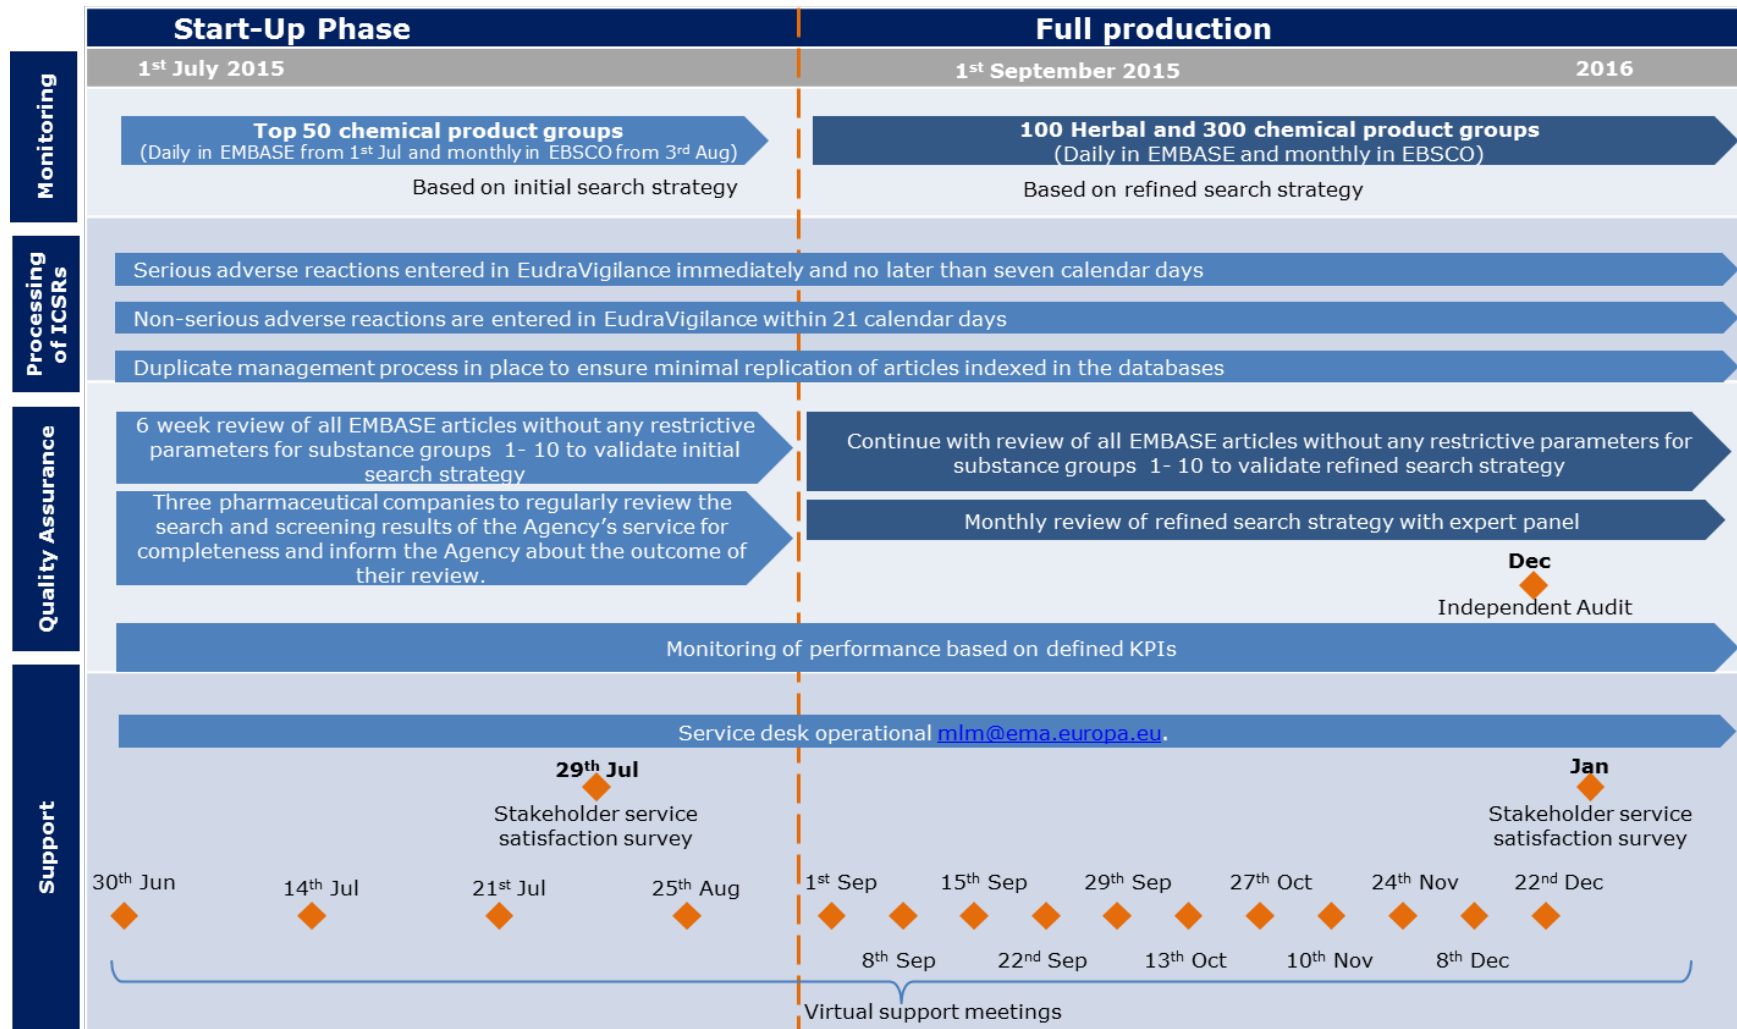 Start-Up Phase
Full production
1st July 2015
1st September 2015
2016
Monitoring
Top 50 chemical product groups
(Daily in EMBASE from 1st Jul and monthly in EBSCO from 3rd Aug)
Based on initial search strategy
100 Herbal and 300 chemical product groups
(Daily in EMBASE and monthly in EBSCO)
Based on refined search strategy
Processing
of ICSRs
Serious adverse reactions entered in EudraVigilance immediately and no later than seven calendar days
Non-serious adverse reactions are entered in EudraVigilance within 21 calendar days
Duplicate management process in place to ensure minimal replication of articles indexed in the databases
Quality Assurance
6 week review of all EMBASE articles without any restrictive
parameters for substance groups 1- 10 to validate initial
search strategy
Continue with review of all EMBASE articles without any restrictive parameters for
substance groups 1- 10 to validate refined search strategy
Three pharmaceutical companies to regularly review the
search and screening results of the Agency's service for
completeness and inform the Agency about the outcome of
their review.
Monthly review of refined search strategy with expert panel
Dec
Independent Audit
Monitoring of performance based on defined KPIs
Support
Service desk operational mlm@ema.europa.eu.
29th Jul
Stakeholder service
satisfaction survey
Jan
Stakeholder service
satisfaction survey
30th Jun
14th Jul
21st Jul
25th Aug
1st Sep
15th Sep
29th Sep
27th Oct
24th Nov
22nd Dec
8th Sep
22nd Sep
13th Oct
10th Nov
8th Dec
Virtual support meetings